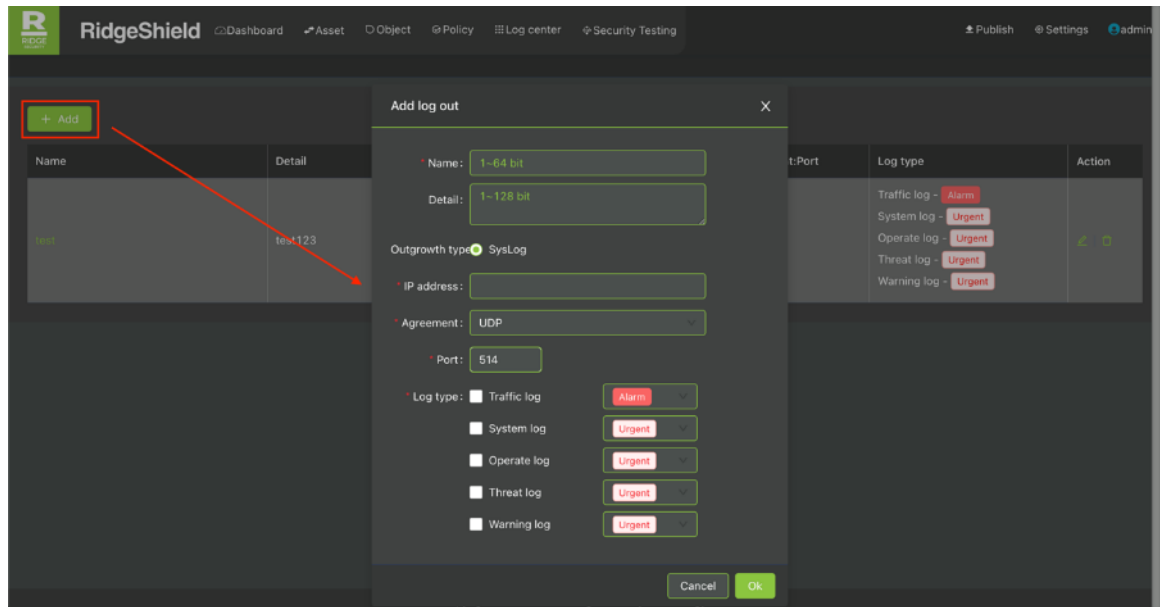 RIDGE
SECURITY
RidgeShield
Dashboard
Asset
Object
Policy
Log center
Security Testing
Publish
Settings
admin
+ Add
Name
Detail
t:Port
Log type
Action
test
test123
Traffic log - Alarm
System log - Urgent
Operate log - Urgent
Threat log - Urgent
Warning log - Urgent
Add log out
X
* Name: 1~64 bit
Detail: 1~128 bit
Outgrowth type SysLog
* IP address:
* Agreement: UDP
* Port: 514
* Log type: Traffic log Alarm
System log Urgent
Operate log Urgent
Threat log Urgent
Warning log Urgent
Cancel
Ok